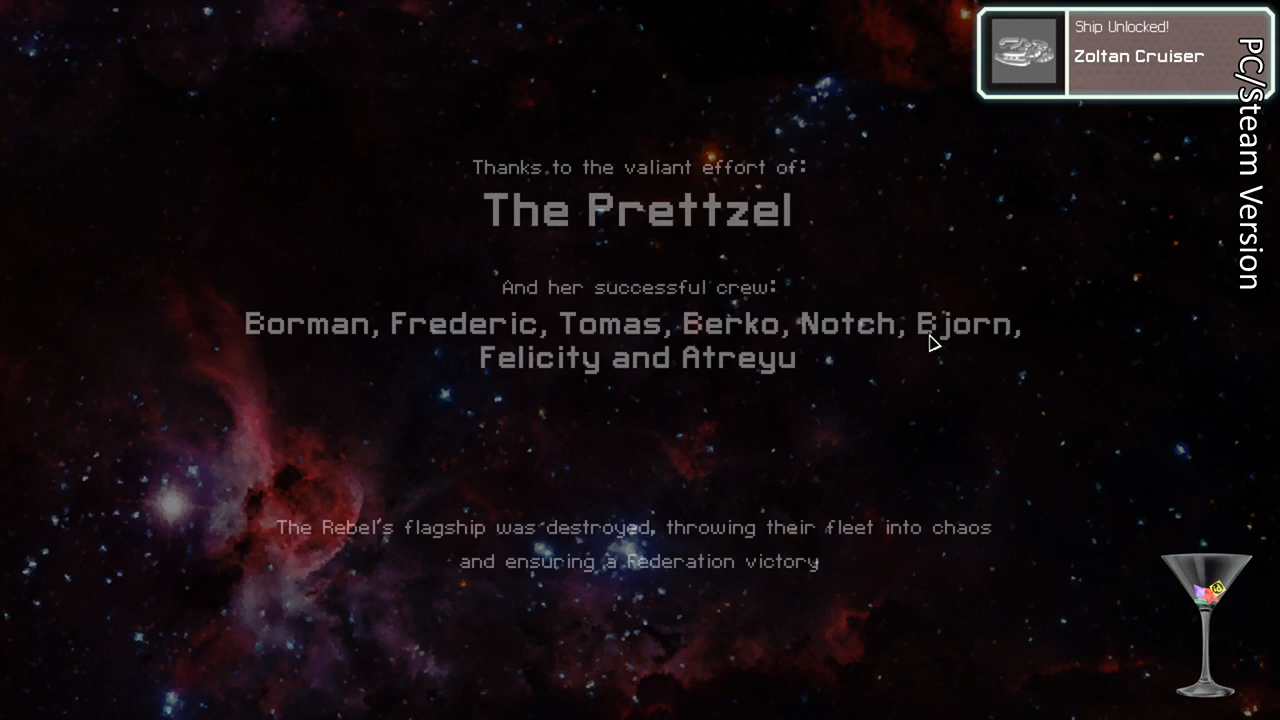 Ship Unlocked!
Zoltan Cruiser
PC/steam Version
Thanks to the valiant effort of:
The Prettzel
And her successful crew:
Borman, Frederic, Tomas, Berko, Notch, Bjorn,
Felicity and Atreyu
The Rebel's flagship was destroyed, throwing their fleet into chaos
and ensuring a Federation victory